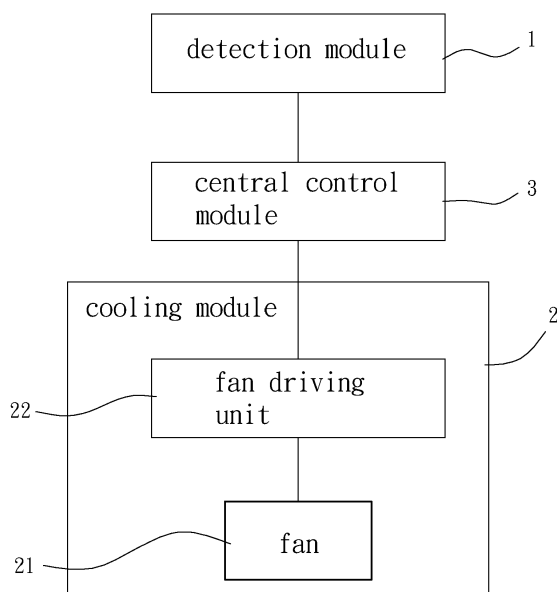 detection module
1
central control
module
3
cooling module
2
fan driving
unit
22
fan
21